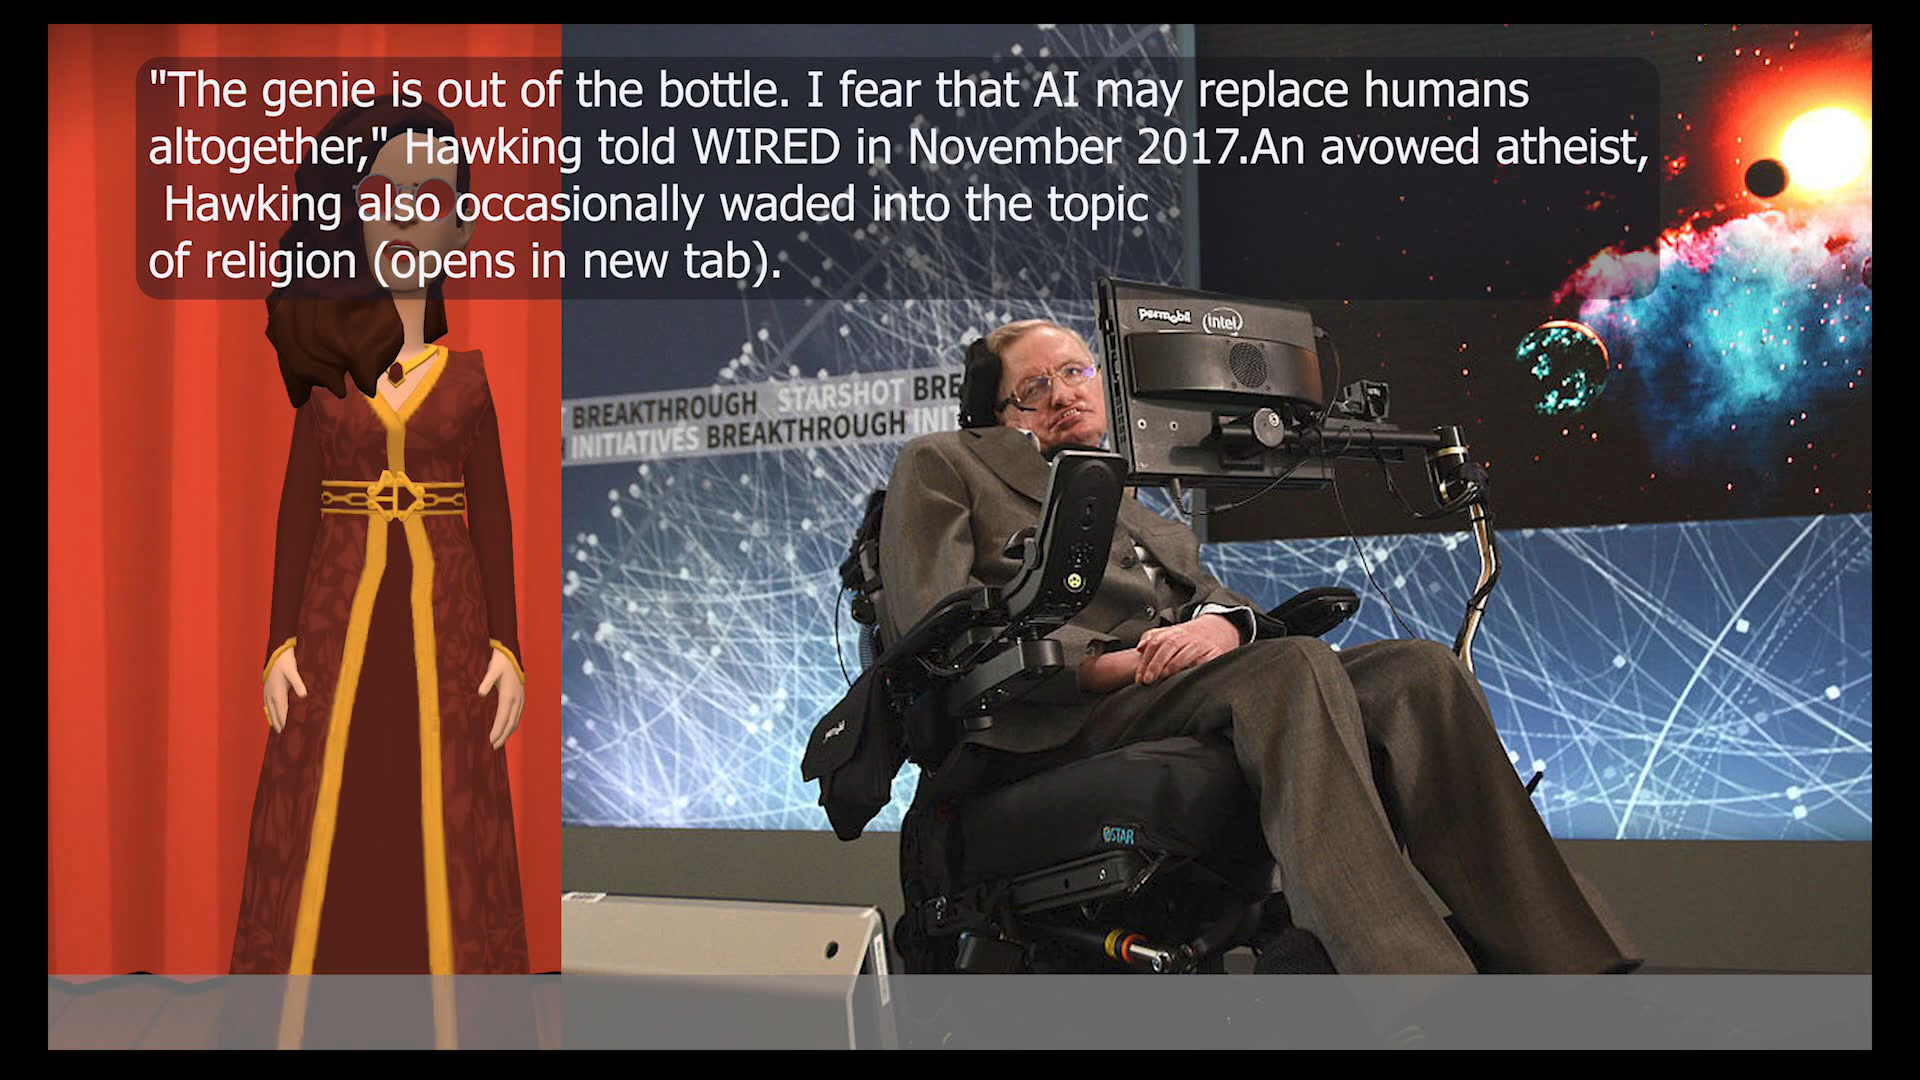 "The genie is out of the bottle. I fear that AI may replace humans
altogether," Hawking told WIRED in November 2017.An avowed atheist,
Hawking also occasionally waded into the topic
of religion (opens in new tab).
permobil intel
STARSHOT BRE
BREAKTHROUGH
INITIATIVES BREAKTHROUGH INIT
permobil
STAR